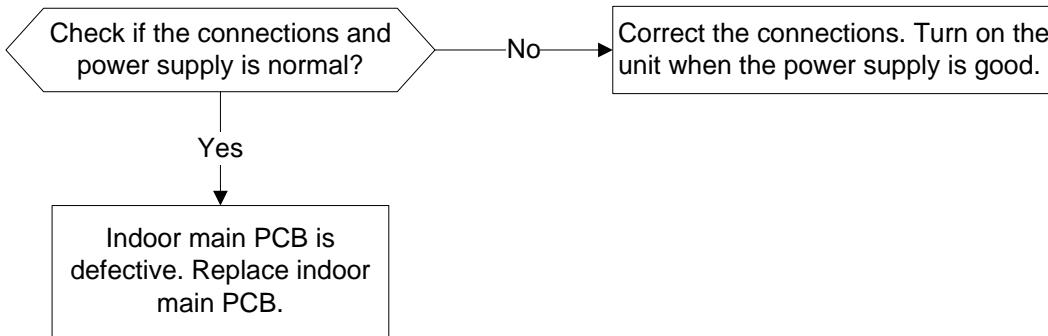 Check if the connections and
power supply is normal?
No
Correct the connections. Turn on the
unit when the power supply is good.
Yes
Indoor main PCB is
defective. Replace indoor
main PCB.